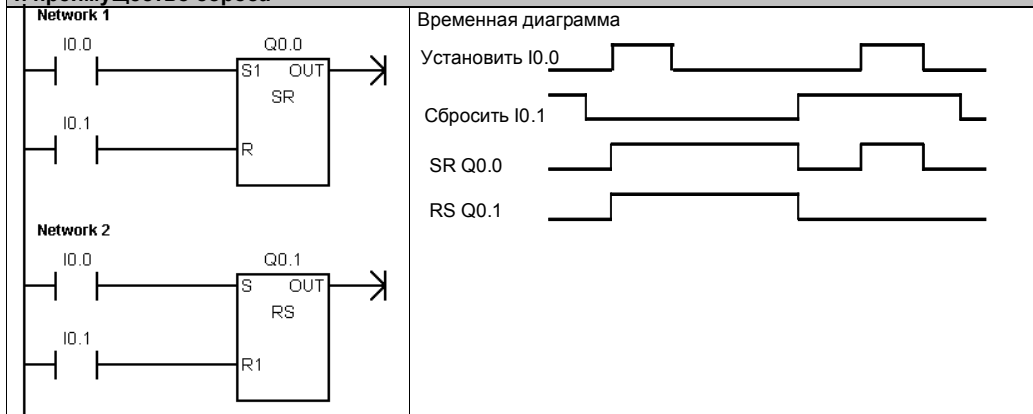 Network 1
I0.0
Q0.0
S1 OUT
SR
I0.1
R
Network 2
I0.0
Q0.1
S OUT
RS
I0.1
R1
Временная диаграмма
Установить I0.0
Сбросить I0.1
SR Q0.0
RS Q0.1